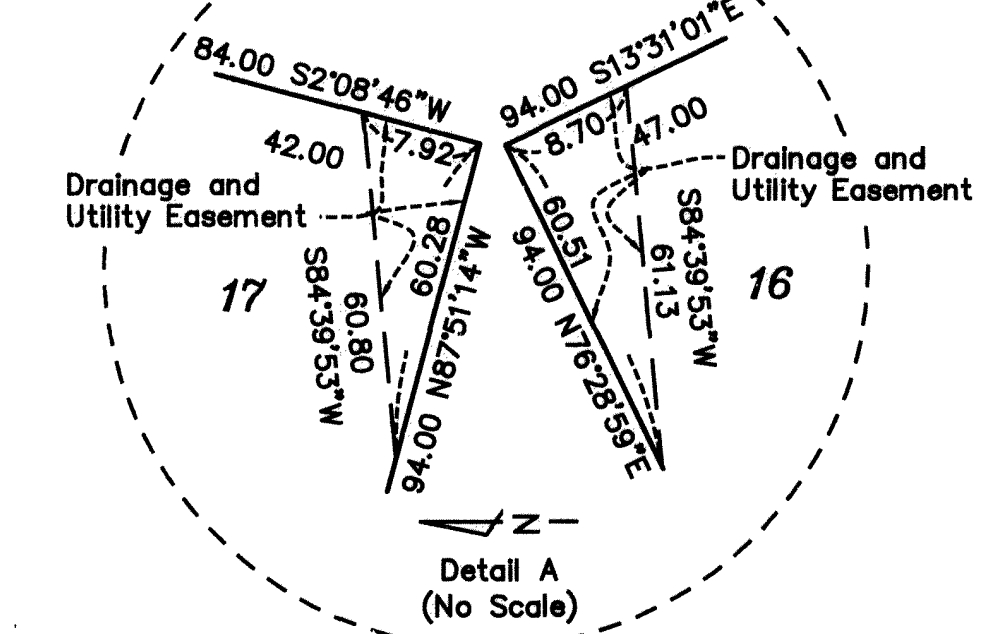 84.00 S2°08'46"W
94.00 S13°31'01"E
42.00
7.92
8.70
47.00
Drainage and
Utility Easement
Drainage and
Utility Easement
60.28
60.51
94.00 N87°51'14"W
94.00 N76°28'59"E
S84°39'53"W
60.80
S84°39'53"W
61.13
17
16
N
Detail A
(No Scale)